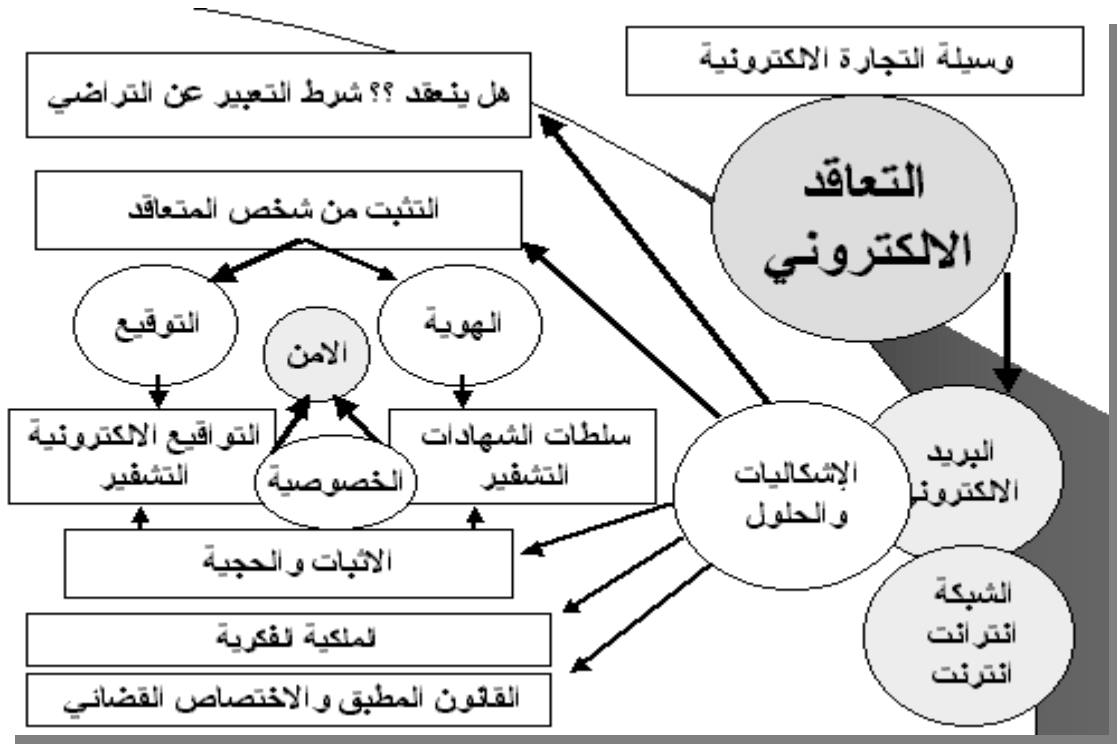 وسيلة التجارة الالكترونية
هل ينعقد ؟؟ شرط التعبير عن التراضي
التعاقد
الالكتروني
التثبت من شخص المتعاقد
الهوية
التوقيع
الامن
سلطات الشهادات
التشفير
التواقيع الالكترونية
التشفير
الخصوصية
الإشكاليات
والحلول
البريد
الالكتروني
الاثبات والحجية
الشبكة
انترانت
انترنت
الملكية الفكرية
القانون المطبق والاختصاص القضائي